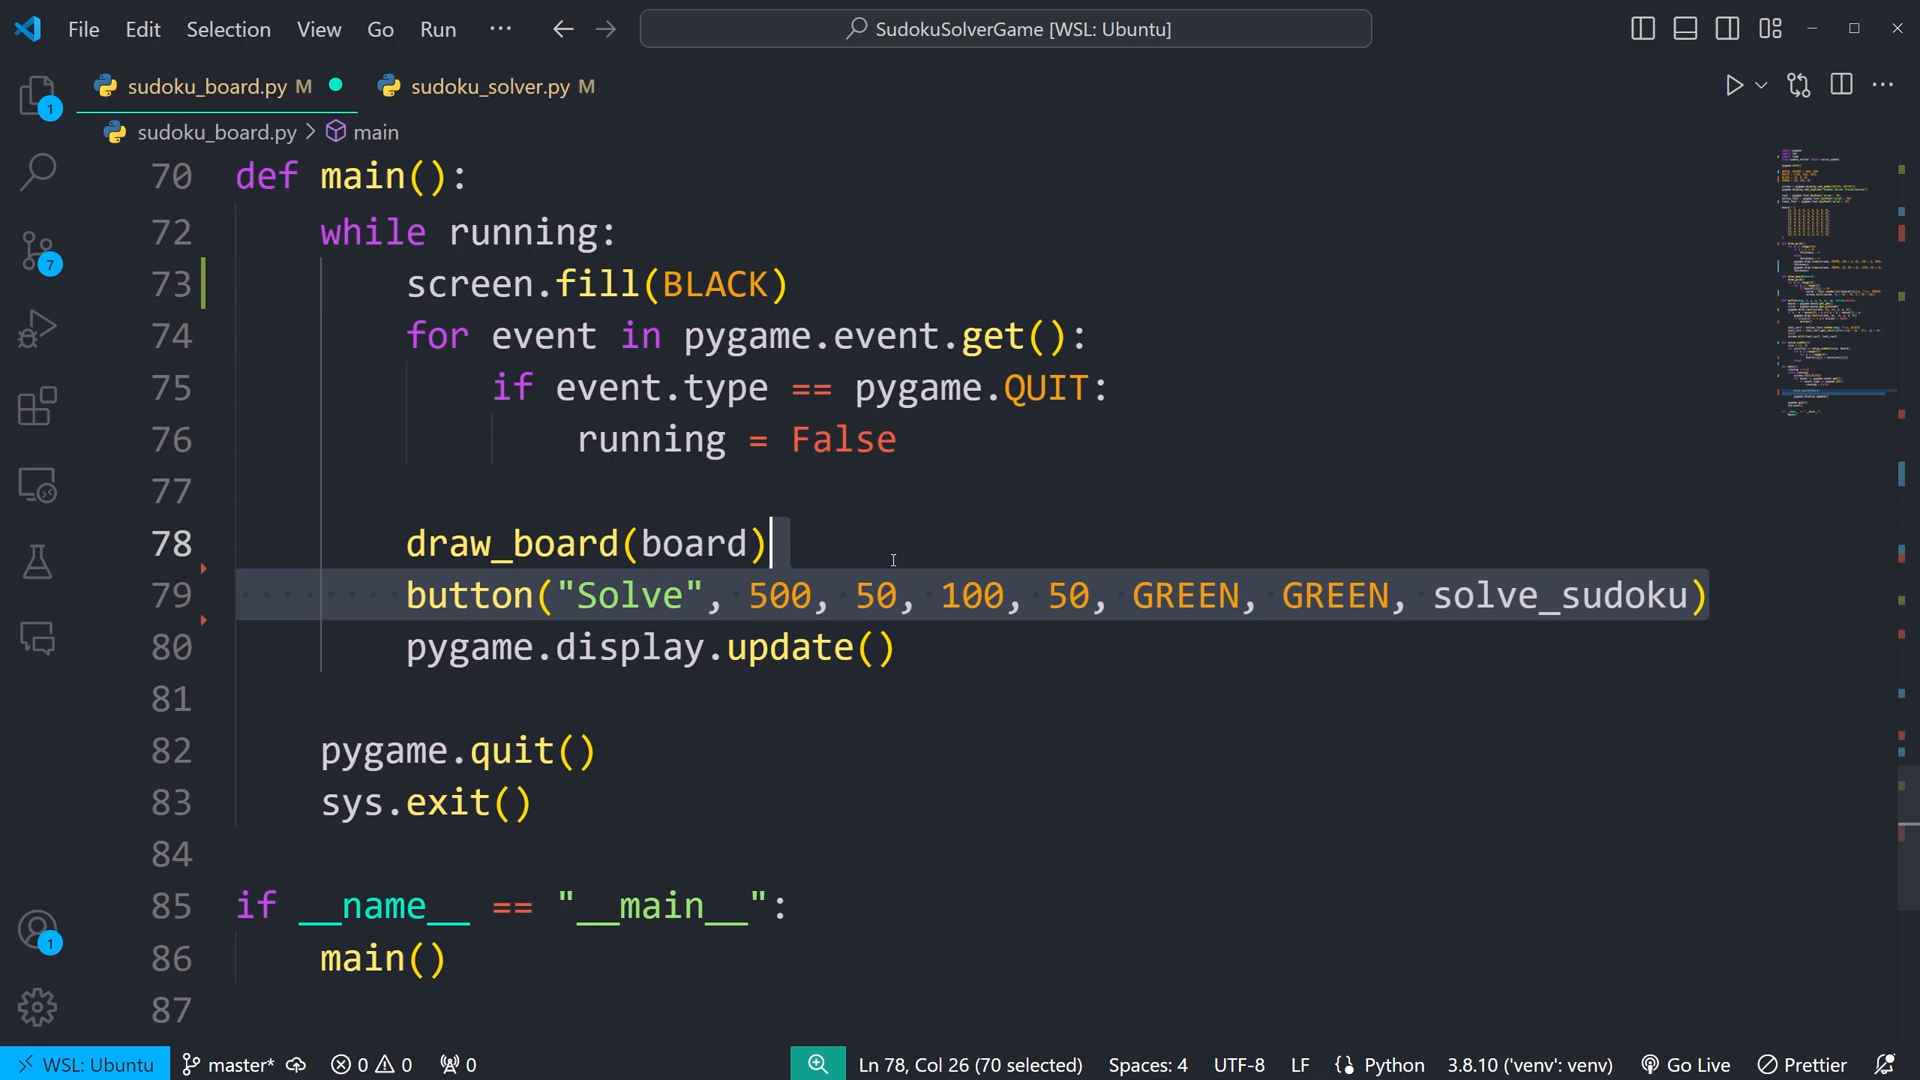 File Edit Selection View Go Run ··· SudokuSolverGame [WSL: Ubuntu]
sudoku_board.py M sudoku_solver.py M
sudoku_board.py > main
70 def main():
72 while running:
73 screen.fill(BLACK)
74 for event in pygame.event.get():
75 if event.type == pygame.QUIT:
76 running = False
77
78 draw_board(board)
79 button("Solve", 500, 50, 100, 50, GREEN, GREEN, solve_sudoku)
80 pygame.display.update()
81
82 pygame.quit()
83 sys.exit()
84
85 if __name__ == "__main__":
86 main()
87
1
7
1
WSL: Ubuntu master* 0 0 0 Ln 78, Col 26 (70 selected) Spaces: 4 UTF-8 LF Python 3.8.10 ('venv': venv) Go Live Prettier